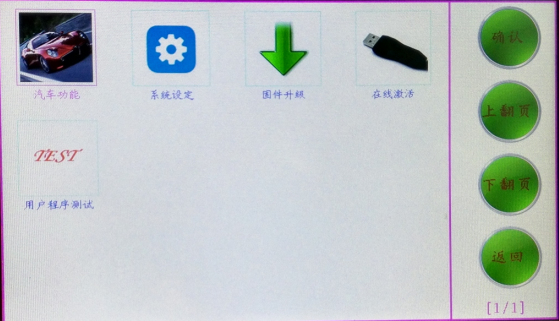 汽车功能
系统设定
固件升级
在线激活
TEST
用户程序测试
确认
上翻页
下翻页
返回
[1/1]